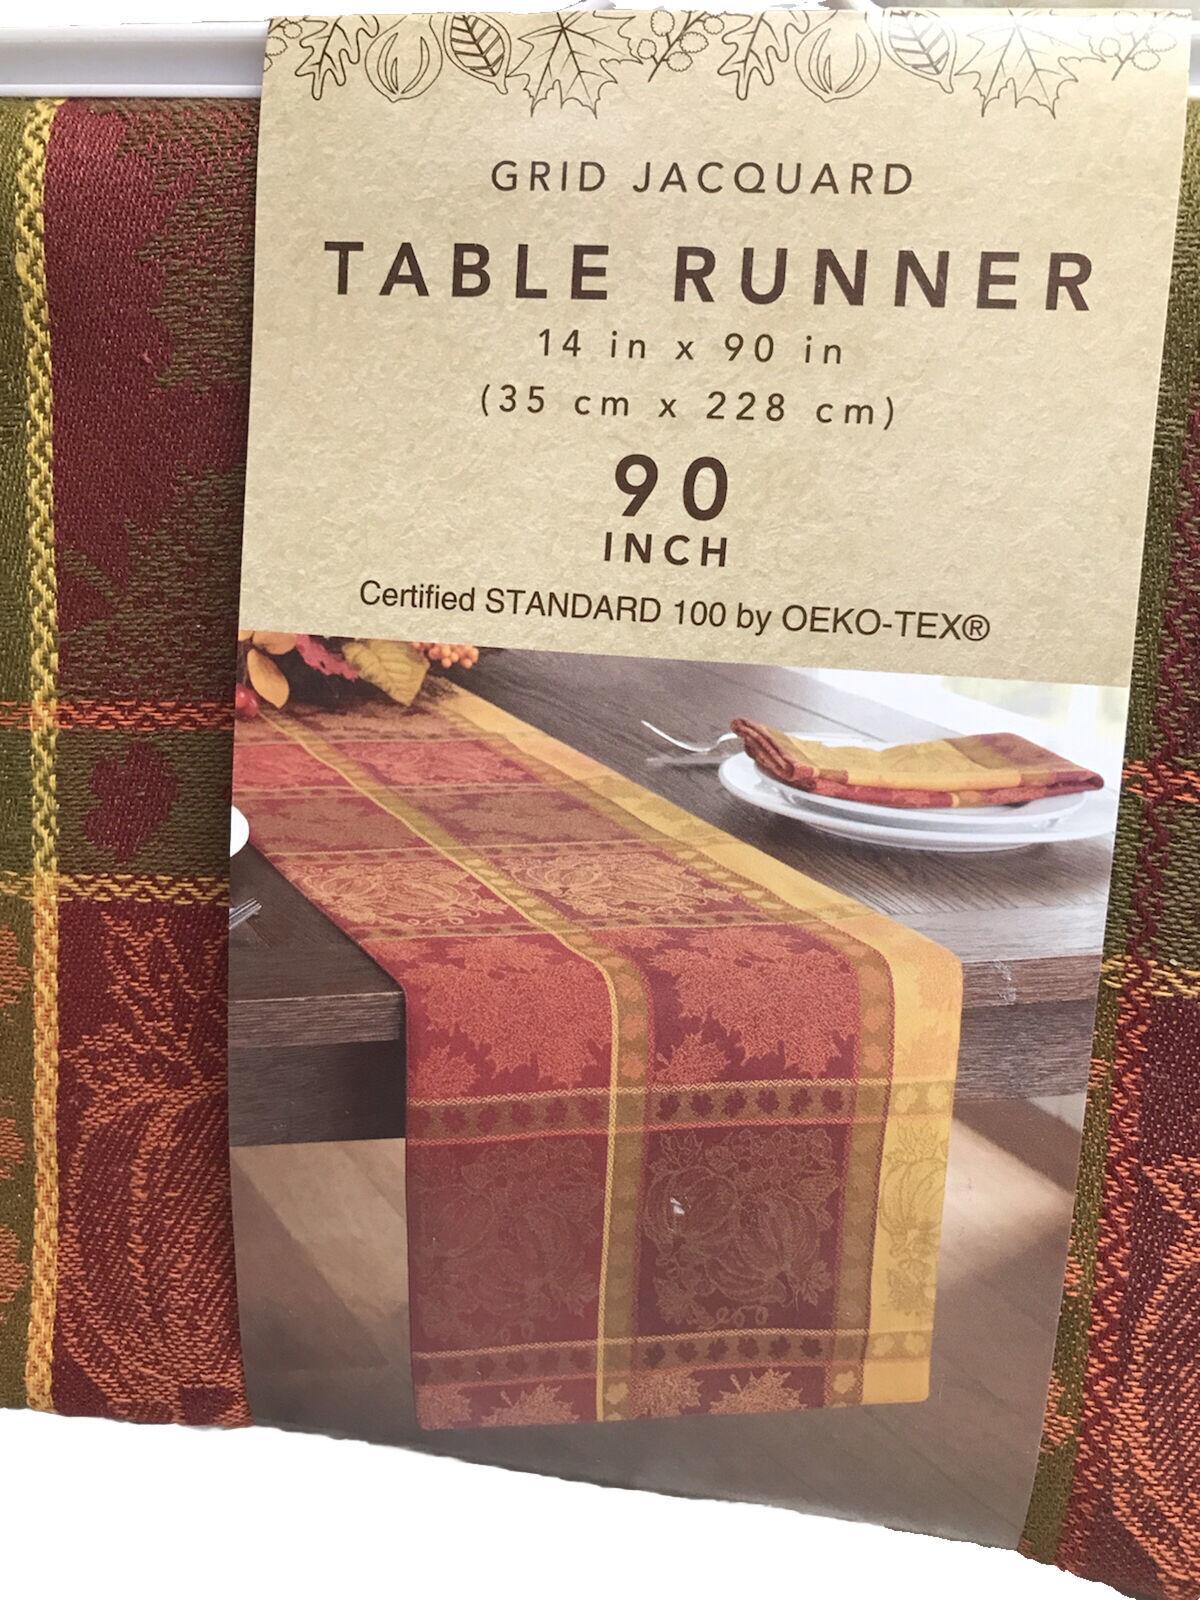 GRID JACQUARD
TABLE RUNNER
14 in x 90 in
(35 cm x 228 cm)
90
INCH
Certified STANDARD 100 by OEKO-TEX®